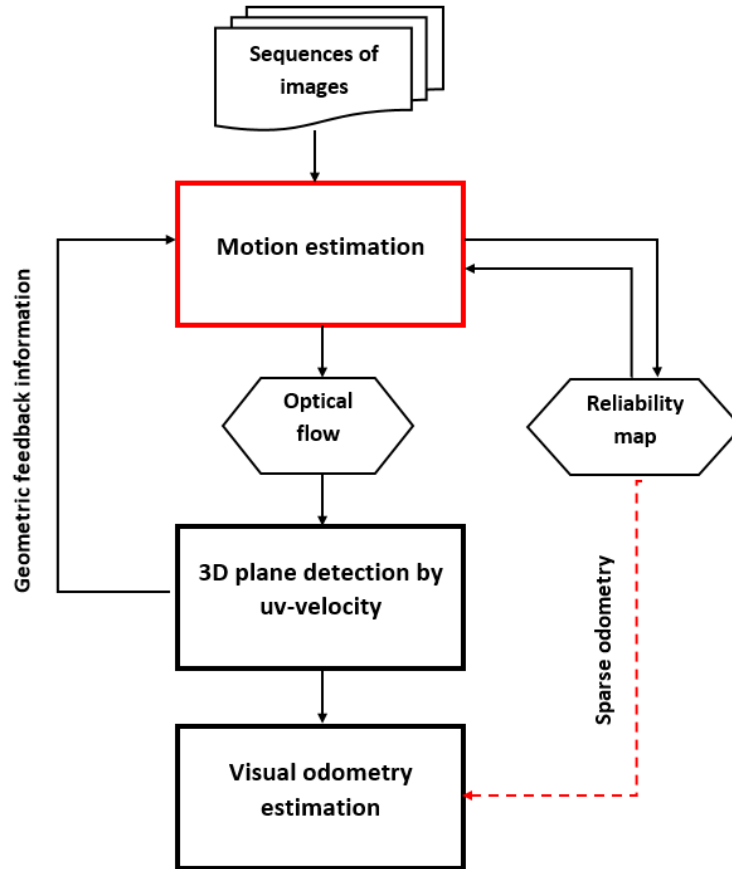 Sequences of
images
Motion estimation
Geometric feedback information
Optical
flow
Reliability
map
3D plane detection by
uv-velocity
Sparse odometry
Visual odometry
estimation